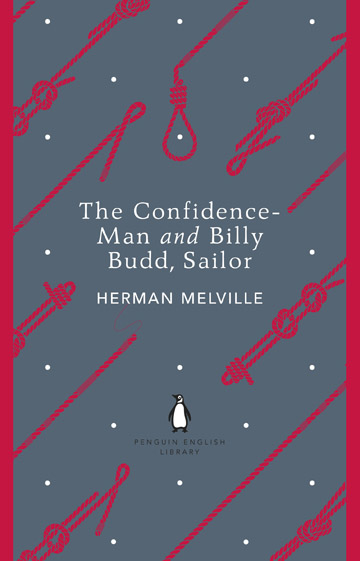 The Confidence-
Man and Billy
Budd, Sailor
HERMAN MELVILLE
PENGUIN ENGLISH
LIBRARY